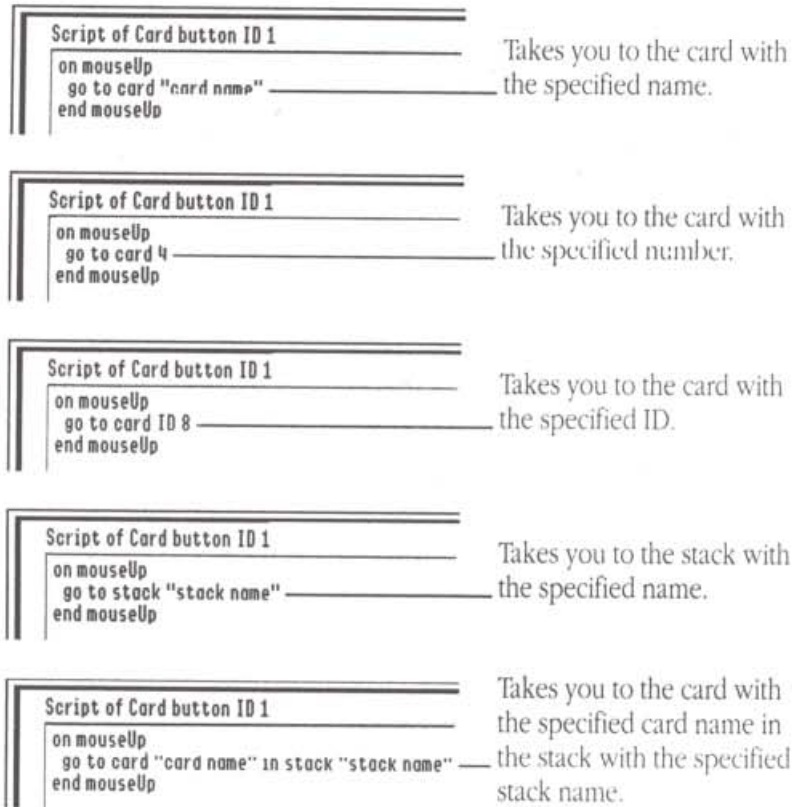 Script of Card button ID 1
on mouseUp
go to card "card name"
end mouseUp
Takes you to the card with
the specified name.
Script of Card button ID 1
on mouseUp
go to card 4
end mouseUp
Takes you to the card with
the specified number.
Script of Card button ID 1
on mouseUp
go to card ID 8
end mouseUp
Takes you to the card with
the specified ID.
Script of Card button ID 1
on mouseUp
go to stack "stack name"
end mouseUp
Takes you to the stack with
the specified name.
Script of Card button ID 1
on mouseUp
go to card "card name" in stack "stack name"
end mouseUp
Takes you to the card with
the specified card name in
the stack with the specified
stack name.